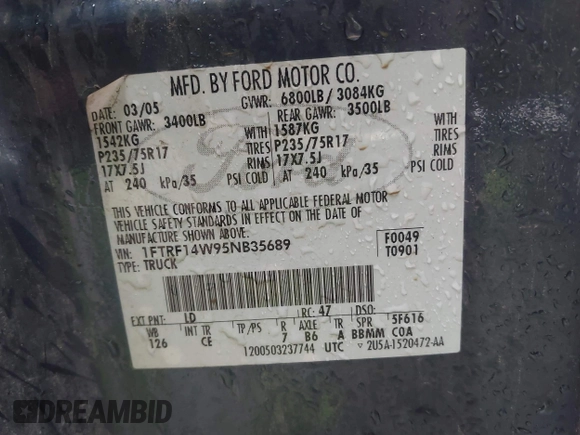 MFD. BY FORD MOTOR CO.
03/05 GVWR: 6800LB / 3084KG
FRONT GAWR: 3400LB REAR GAWR: 3500LB
1542KG WITH 1587KG WITH
P235/75R17 TIRES P235/75R17 TIRES
17X7.5J RIMS 17X7.5J RIMS
AT 240 kPa/35 PSI COLD AT 240 kPa/35 PSI COLD
Ford
THIS VEHICLE CONFORMS TO ALL APPLICABLE FEDERAL MOTOR
VEHICLE SAFETY STANDARDS IN EFFECT ON THE DATE OF
MANUFACTURE SHOWN ABOVE.
VIN: 1FTRF14W95NB35689 F0049
TYPE: TRUCK T0901
EXT PNT: LD RC: 47 DSO:
WB INT TR TP/PS R AXLE TR SPR 5F616
126 CE 7 B6 A BBMM COA
1200503237744 UTC ▽ 2U5A-1520472-AA
DREAMBID